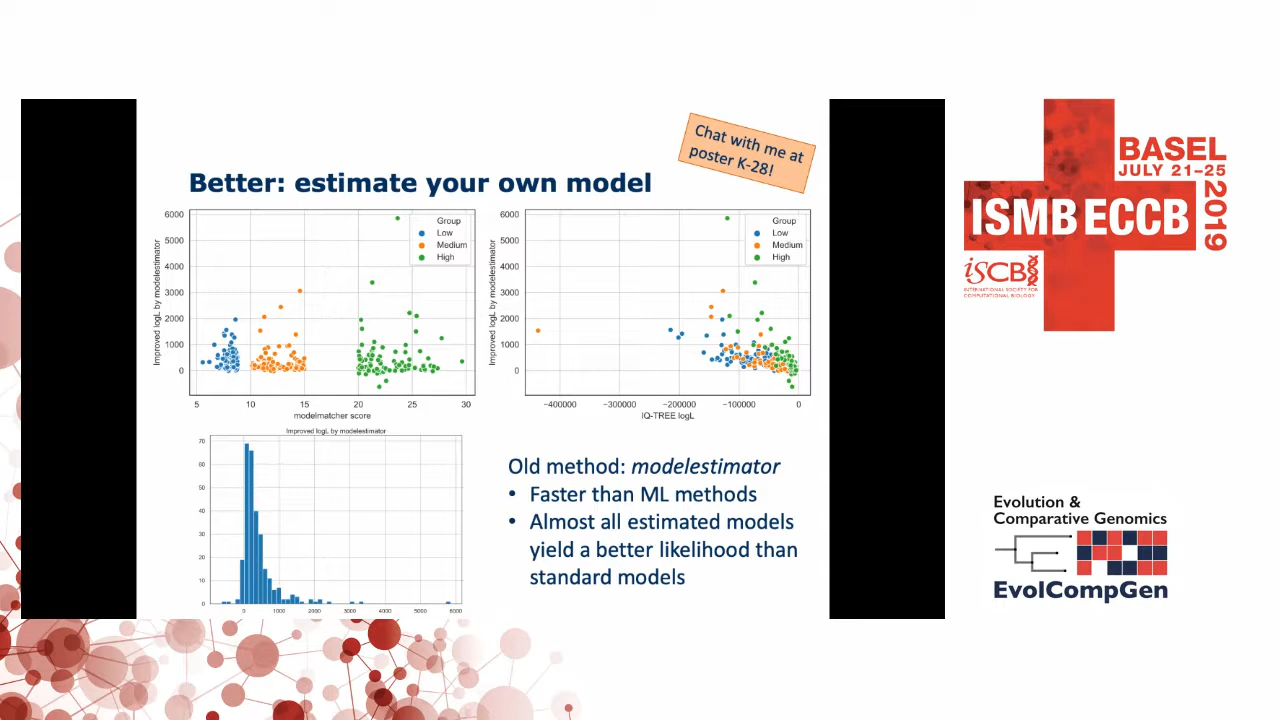 Chat with me at
poster K-28!
Better: estimate your own model
Improved logL by modelestimator
6000
5000
4000
3000
2000
1000
0
Group
Low
Medium
High
5
10
15
20
25
30
modelmatcher score
Improved logL by modelestimator
6000
5000
4000
3000
2000
1000
0
Group
Low
Medium
High
−400000
−300000
−200000
−100000
0
IQ-TREE logL
Improved logL by modelestimator
70
60
50
40
30
20
10
0
0
1000
2000
3000
4000
5000
6000
Old method: modelestimator
• Faster than ML methods
• Almost all estimated models
yield a better likelihood than
standard models
BASEL
JULY 21–25
2019
ISMB ECCB
iSCB
INTERNATIONAL SOCIETY FOR
COMPUTATIONAL BIOLOGY
Evolution &
Comparative Genomics
EvolCompGen